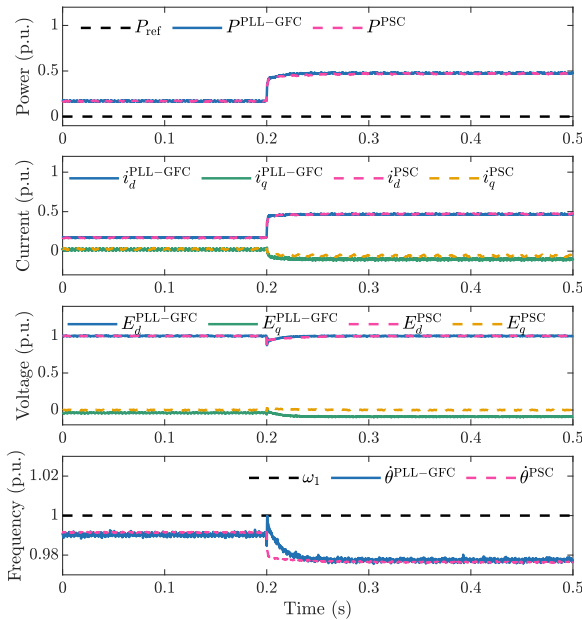 P_ref P^PLL−GFC P^PSC
Power (p.u.)
1
0.5
0
0 0.1 0.2 0.3 0.4 0.5
i_d^PLL−GFC i_q^PLL−GFC i_d^PSC i_q^PSC
Current (p.u.)
1
0.5
0
0 0.1 0.2 0.3 0.4 0.5
E_d^PLL−GFC E_q^PLL−GFC E_d^PSC E_q^PSC
Voltage (p.u.)
1
0
0 0.1 0.2 0.3 0.4 0.5
ω_1 θ̇^PLL−GFC θ̇^PSC
Frequency (p.u.)
1.02
1
0.98
0 0.1 0.2 0.3 0.4 0.5
Time (s)